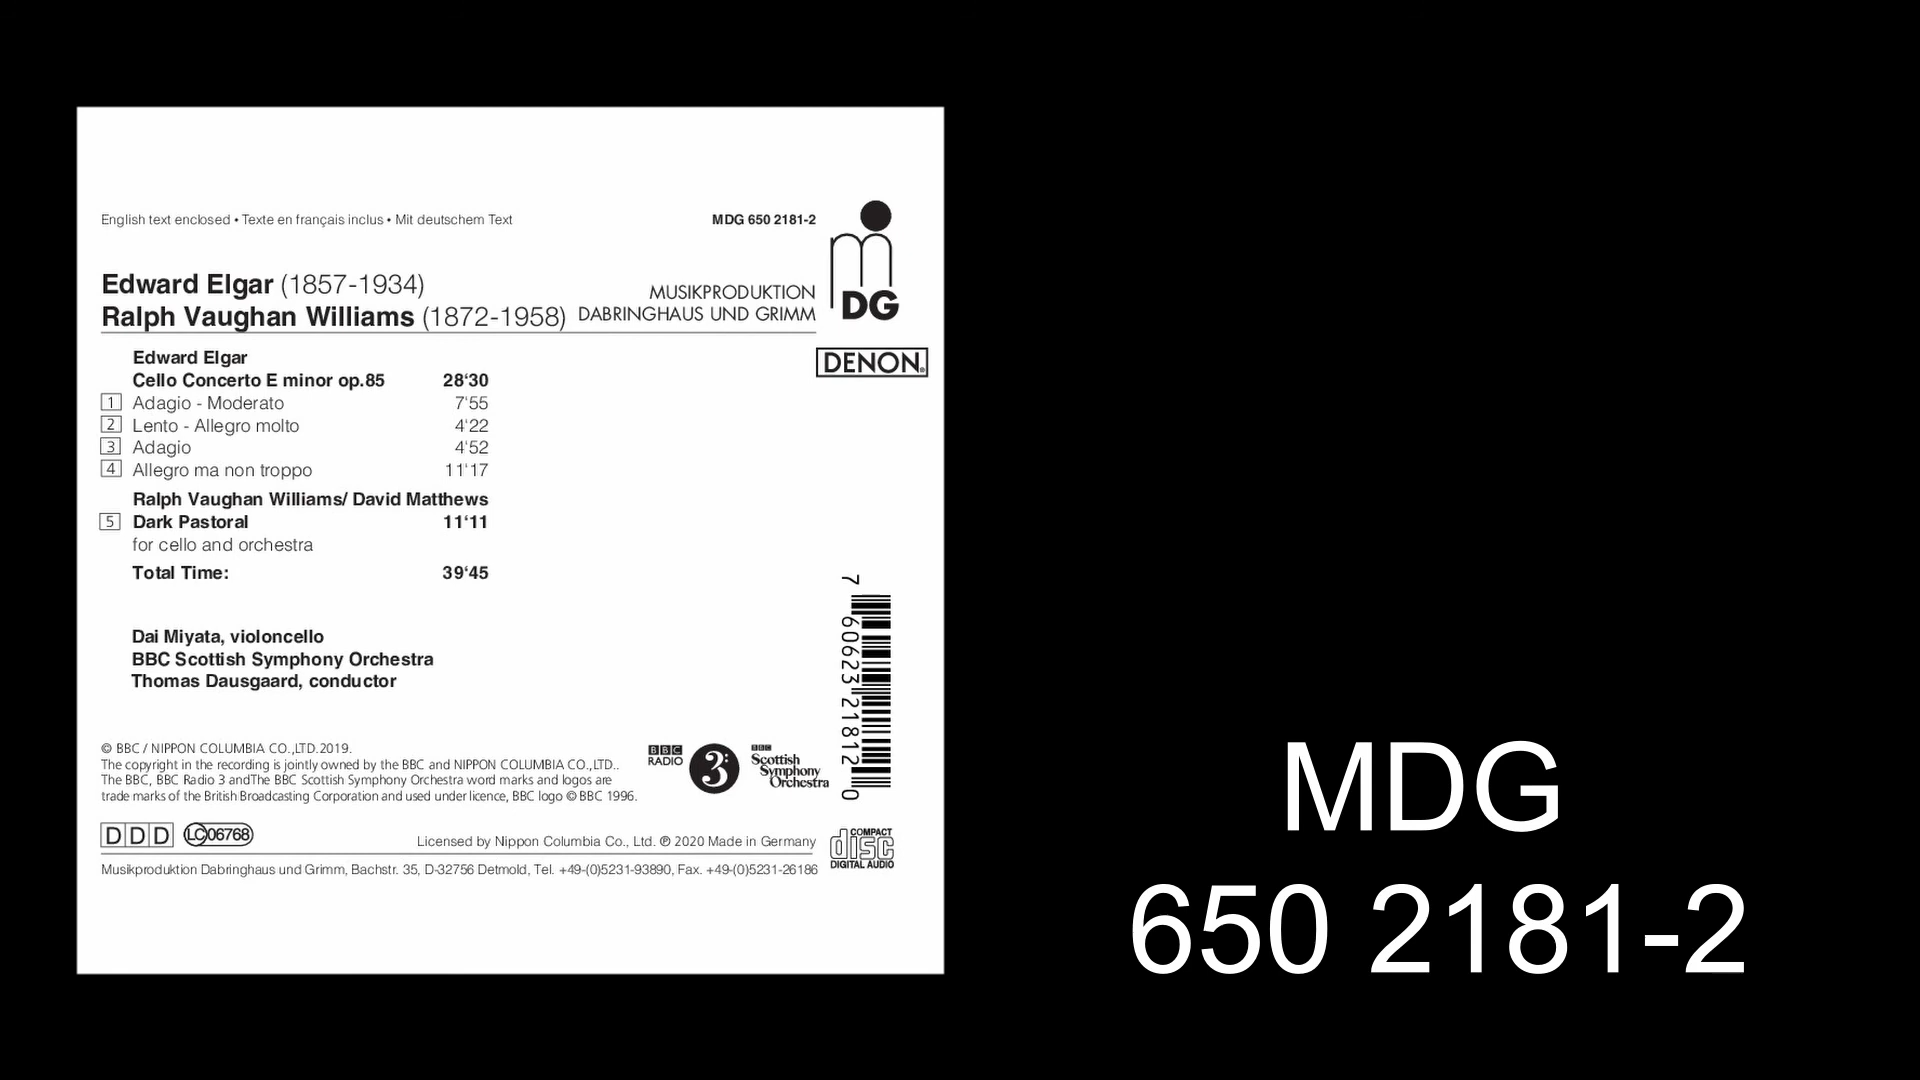 English text enclosed • Texte en français inclus • Mit deutschem Text
MDG 650 2181-2
Edward Elgar (1857-1934)
Ralph Vaughan Williams (1872-1958)
MUSIKPRODUKTION
DABRINGHAUS UND GRIMM
m
DG
DENON®
Edward Elgar
Cello Concerto E minor op.85 28‘30
1 Adagio - Moderato 7‘55
2 Lento - Allegro molto 4‘22
3 Adagio 4‘52
4 Allegro ma non troppo 11‘17
Ralph Vaughan Williams/ David Matthews
5 Dark Pastoral 11‘11
for cello and orchestra
Total Time: 39‘45
Dai Miyata, violoncello
BBC Scottish Symphony Orchestra
Thomas Dausgaard, conductor
7 60623 21812 0
© BBC / NIPPON COLUMBIA CO.,LTD.2019.
The copyright in the recording is jointly owned by the BBC and NIPPON COLUMBIA CO.,LTD..
The BBC, BBC Radio 3 andThe BBC Scottish Symphony Orchestra word marks and logos are
trade marks of the British Broadcasting Corporation and used under licence, BBC logo © BBC 1996.
BBC
RADIO
3
BBC
Scottish
Symphony
Orchestra
DDD LC06768
Licensed by Nippon Columbia Co., Ltd. ℗ 2020 Made in Germany
COMPACT
disc
DIGITAL AUDIO
Musikproduktion Dabringhaus und Grimm, Bachstr. 35, D-32756 Detmold, Tel. +49-(0)5231-93890, Fax. +49-(0)5231-26186
MDG
650 2181-2